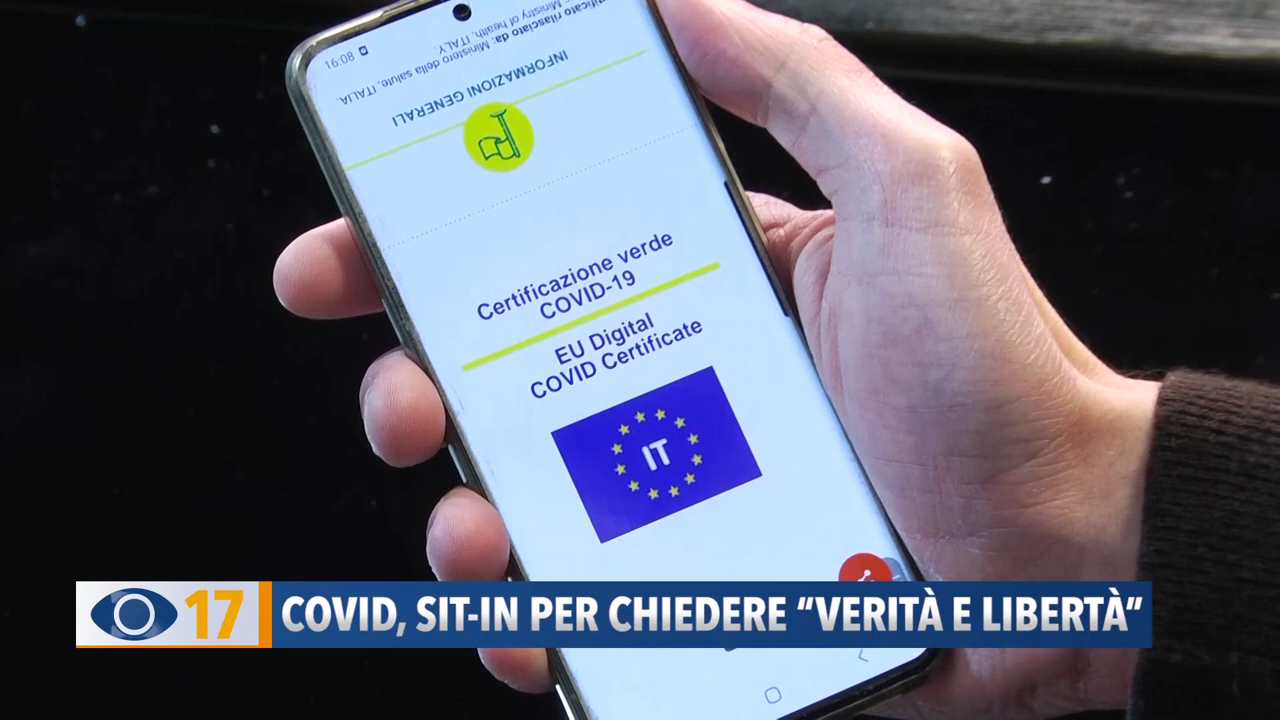 16:08
tificato rilasciato da: Ministero della salute, ITALIA.
: Ministry of health, ITALY.
INFORMAZIONI GENERALI
Certificazione verde
COVID-19
EU Digital
COVID Certificate
IT
17 COVID, SIT-IN PER CHIEDERE “VERITÀ E LIBERTÀ”